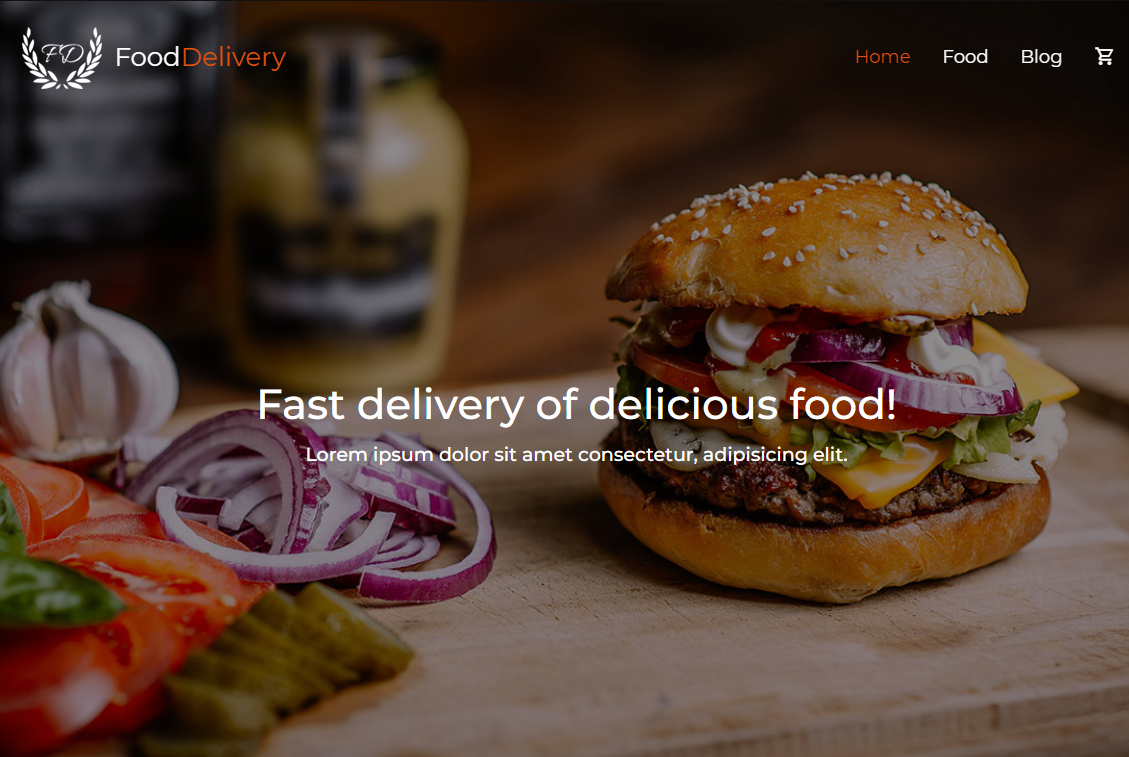 FD FoodDelivery Home Food Blog
Fast delivery of delicious food!
Lorem ipsum dolor sit amet consectetur, adipisicing elit.